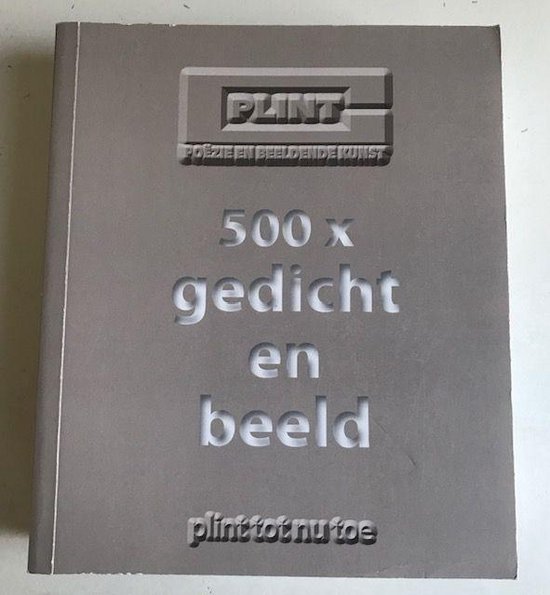 PLINT
POËZIE EN BEELDENDE KUNST
500 x
gedicht
en
beeld
plint tot nu toe